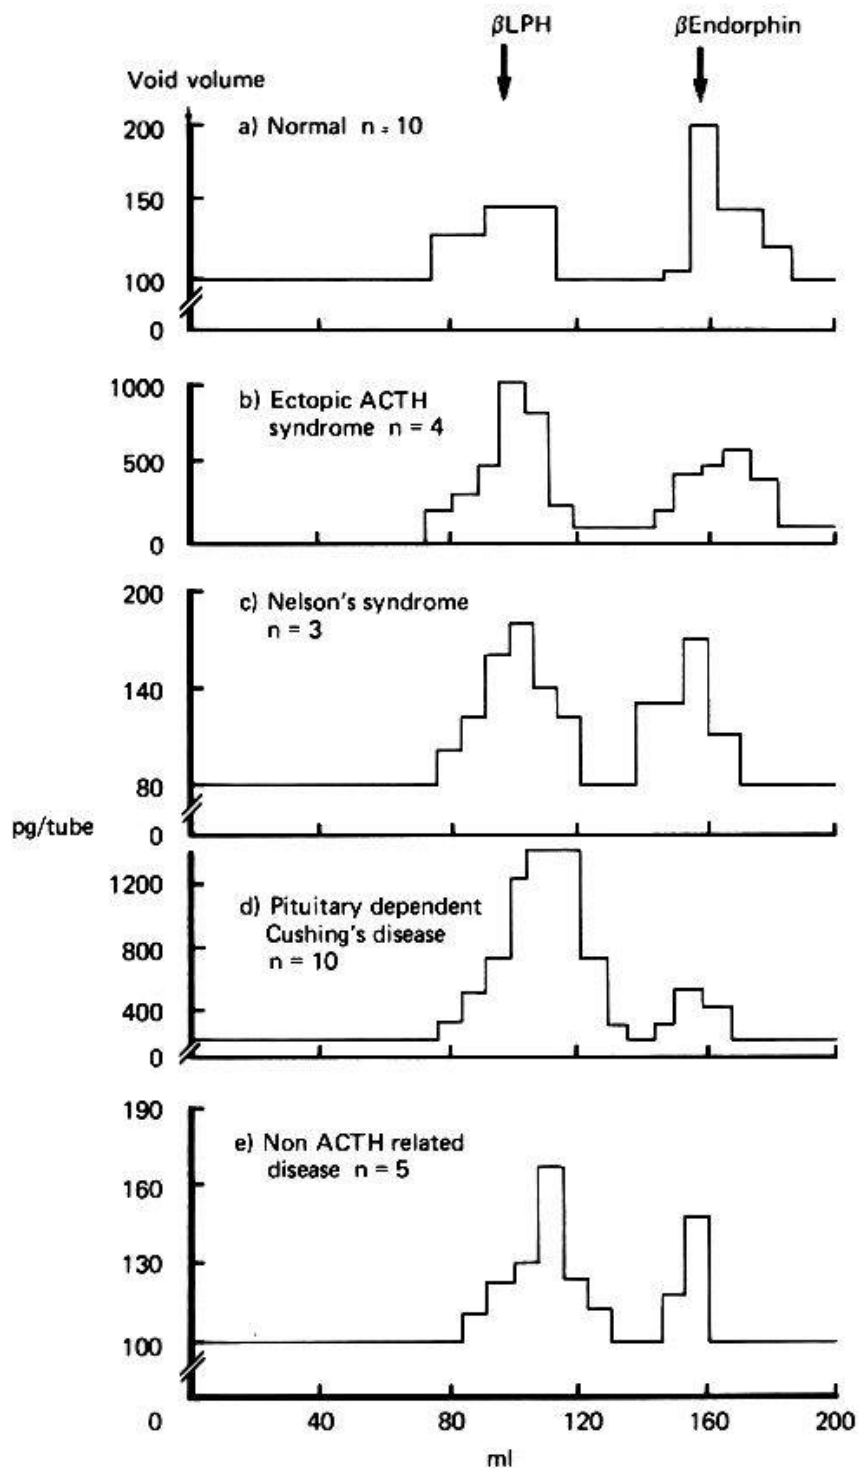 βLPH
βEndorphin
Void volume
a) Normal n = 10
200
150
100
0
b) Ectopic ACTH
syndrome n = 4
1000
500
0
c) Nelson's syndrome
n = 3
200
140
80
0
pg/tube
d) Pituitary dependent
Cushing's disease
n = 10
1200
800
400
0
e) Non ACTH related
disease n = 5
190
160
130
100
0 40 80 120 160 200
ml